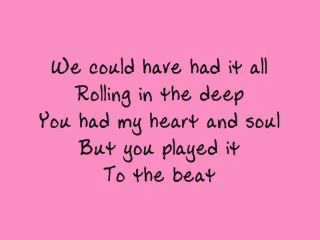 We could have had it all
Rolling in the deep
You had my heart and soul
But you played it
To the beat